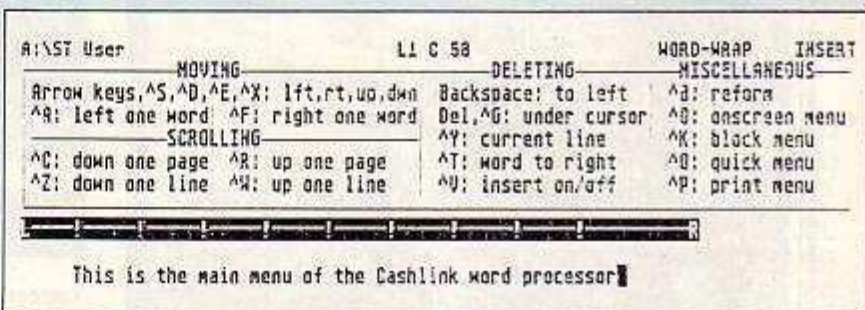 A:\ST User L1 C 58 WORD-WRAP INSERT
MOVING DELETING MISCELLANEOUS
Arrow keys,^S,^D,^E,^X: lft,rt,up,dwn Backspace: to left ^B: reform
^A: left one word ^F: right one word Del,^G: under cursor ^O: onscreen menu
SCROLLING ^Y: current line ^K: block menu
^C: down one page ^R: up one page ^T: word to right ^Q: quick menu
^Z: down one line ^W: up one line ^V: insert on/off ^P: print menu
L----!----!----!----!----!----!----!--------R
This is the main menu of the Cashlink word processor